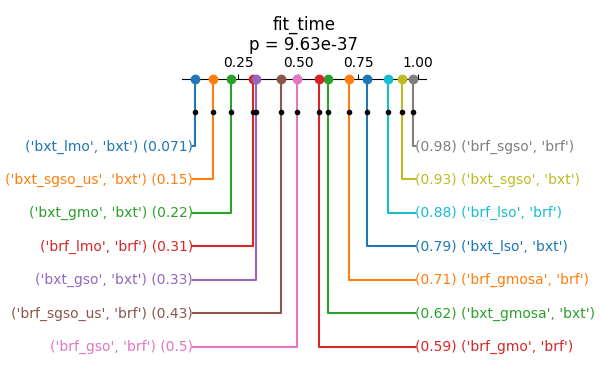 fit_time
p = 9.63e-37
0.25 0.50 0.75 1.00
('bxt_lmo', 'bxt') (0.071) (0.98) ('brf_sgso', 'brf')
('bxt_sgso_us', 'bxt') (0.15) (0.93) ('bxt_sgso', 'bxt')
('bxt_gmo', 'bxt') (0.22) (0.88) ('brf_lso', 'brf')
('brf_lmo', 'brf') (0.31) (0.79) ('bxt_lso', 'bxt')
('bxt_gso', 'bxt') (0.33) (0.71) ('brf_gmosa', 'brf')
('brf_sgso_us', 'brf') (0.43) (0.62) ('bxt_gmosa', 'bxt')
('brf_gso', 'brf') (0.5) (0.59) ('brf_gmo', 'brf')